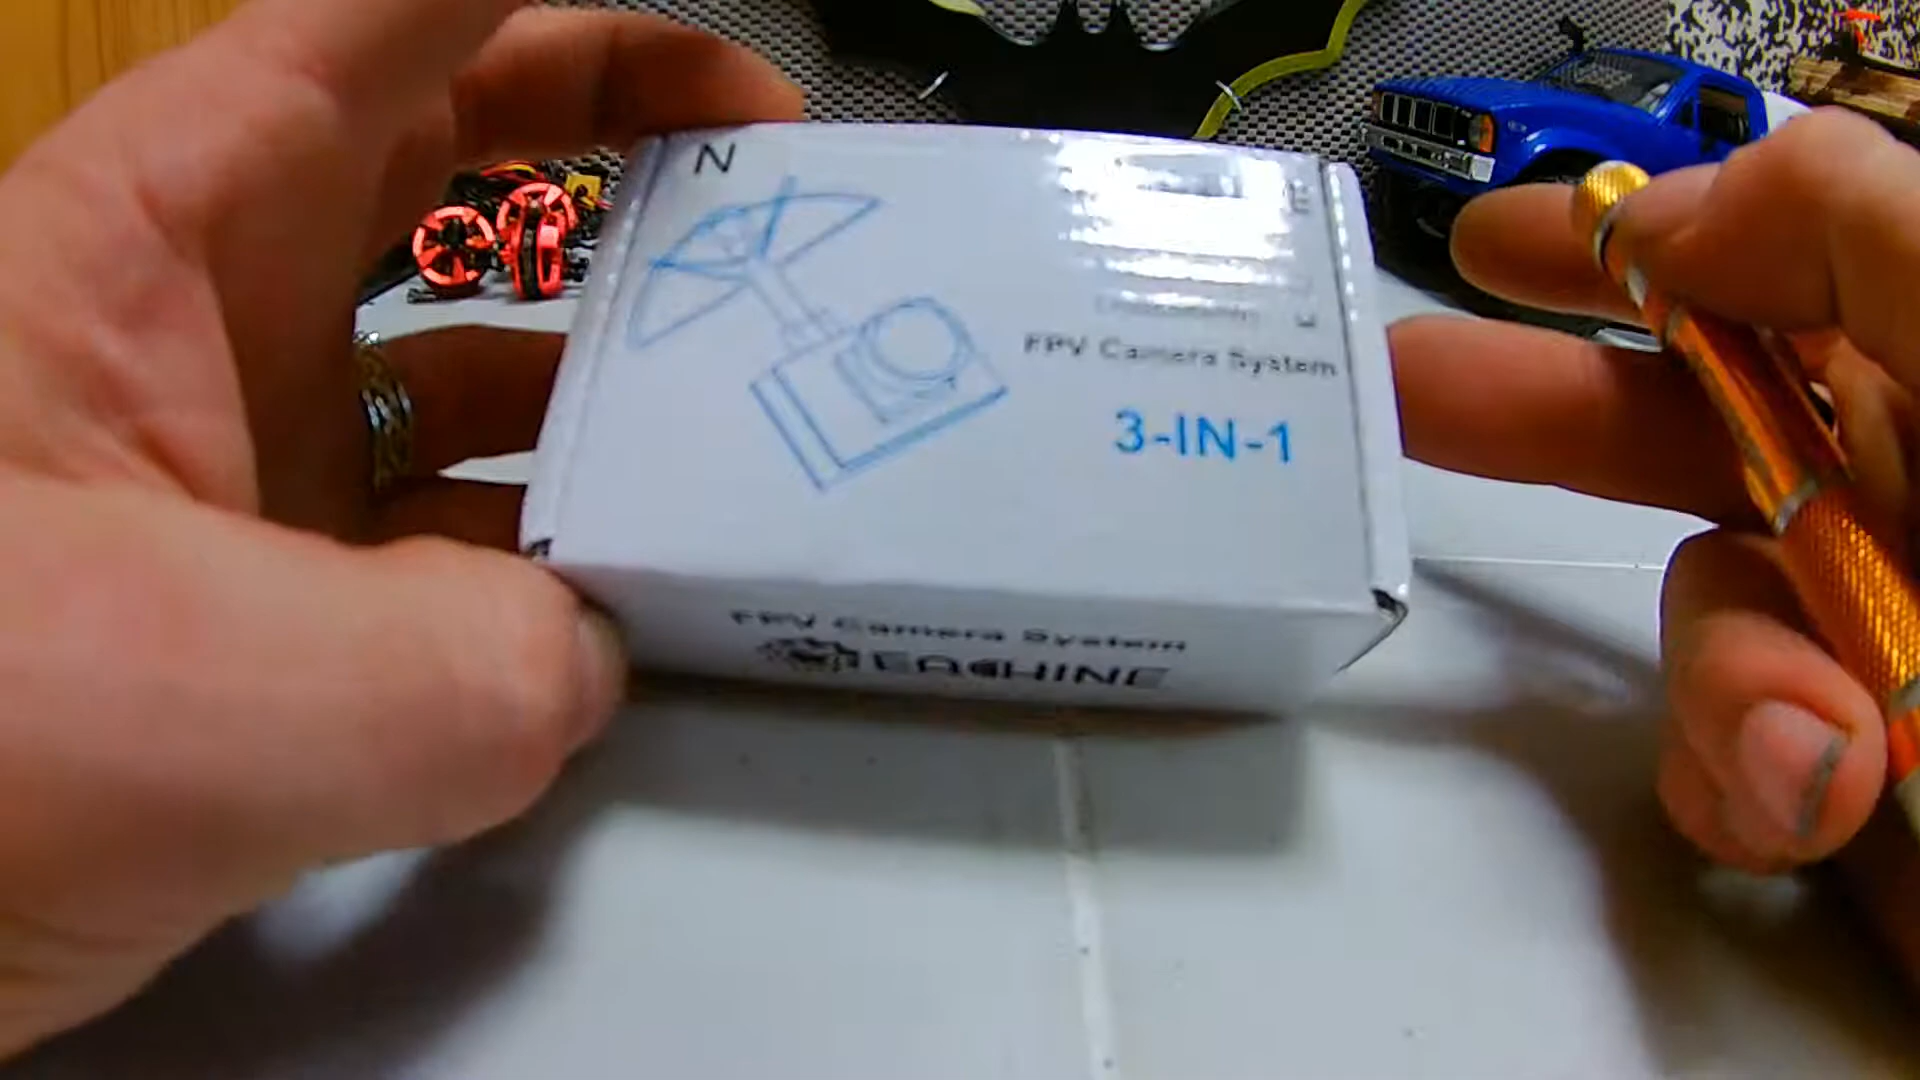 N
E
FPV Camera System
3-IN-1
FPV Camera System
EACHINE